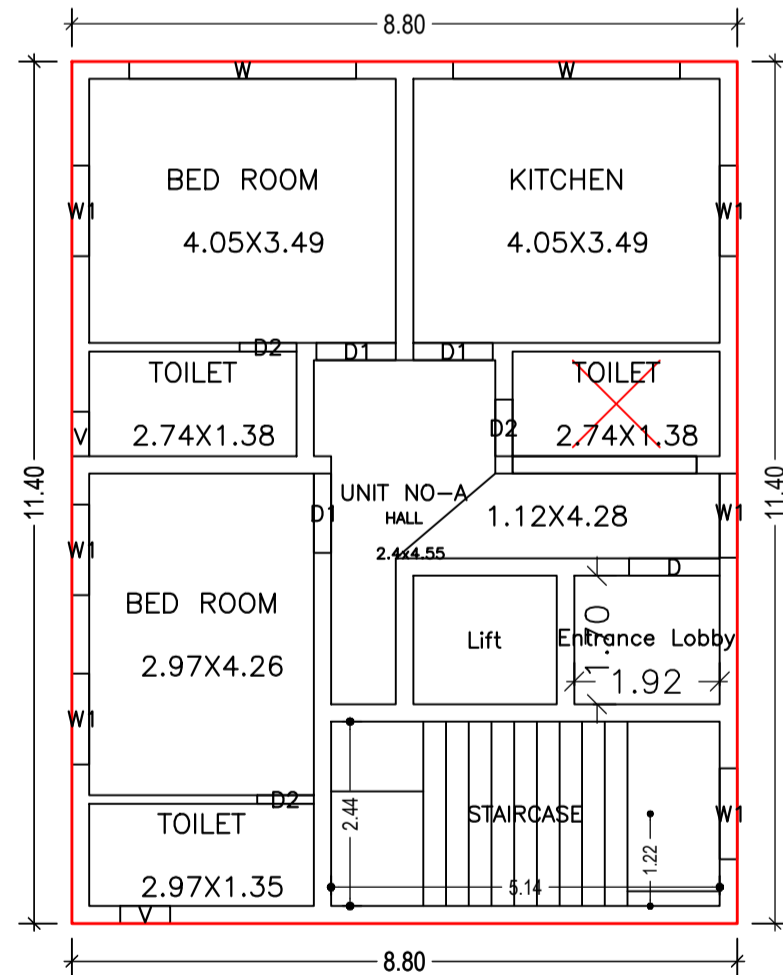 8.80
W
W
BED ROOM
KITCHEN
W1
W1
4.05X3.49
4.05X3.49
D2
D1
D1
TOILET
TOILET
V
2.74X1.38
D2
2.74X1.38
11.40
11.40
UNIT NO-A
D1
HALL
1.12X4.28
W1
W1
2.4x4.55
D
BED ROOM
Lift
Entrance Lobby
1.70
2.97X4.26
1.92
W1
D2
2.44
STAIRCASE
W1
TOILET
1.22
2.97X1.35
5.14
V
8.80